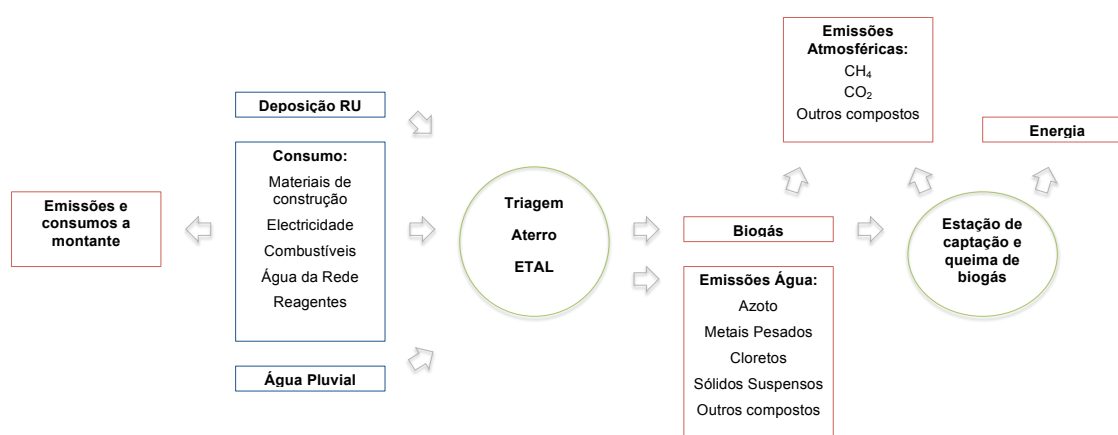 Emissões e
consumos a
montante
Deposição RU
Consumo:
Materiais de
construção
Electricidade
Combustíveis
Água da Rede
Reagentes
Água Pluvial
Triagem
Aterro
ETAL
Biogás
Emissões Água:
Azoto
Metais Pesados
Cloretos
Sólidos Suspensos
Outros compostos
Emissões
Atmosféricas:
CH₄
CO₂
Outros compostos
Estação de
captação e
queima de
biogás
Energia